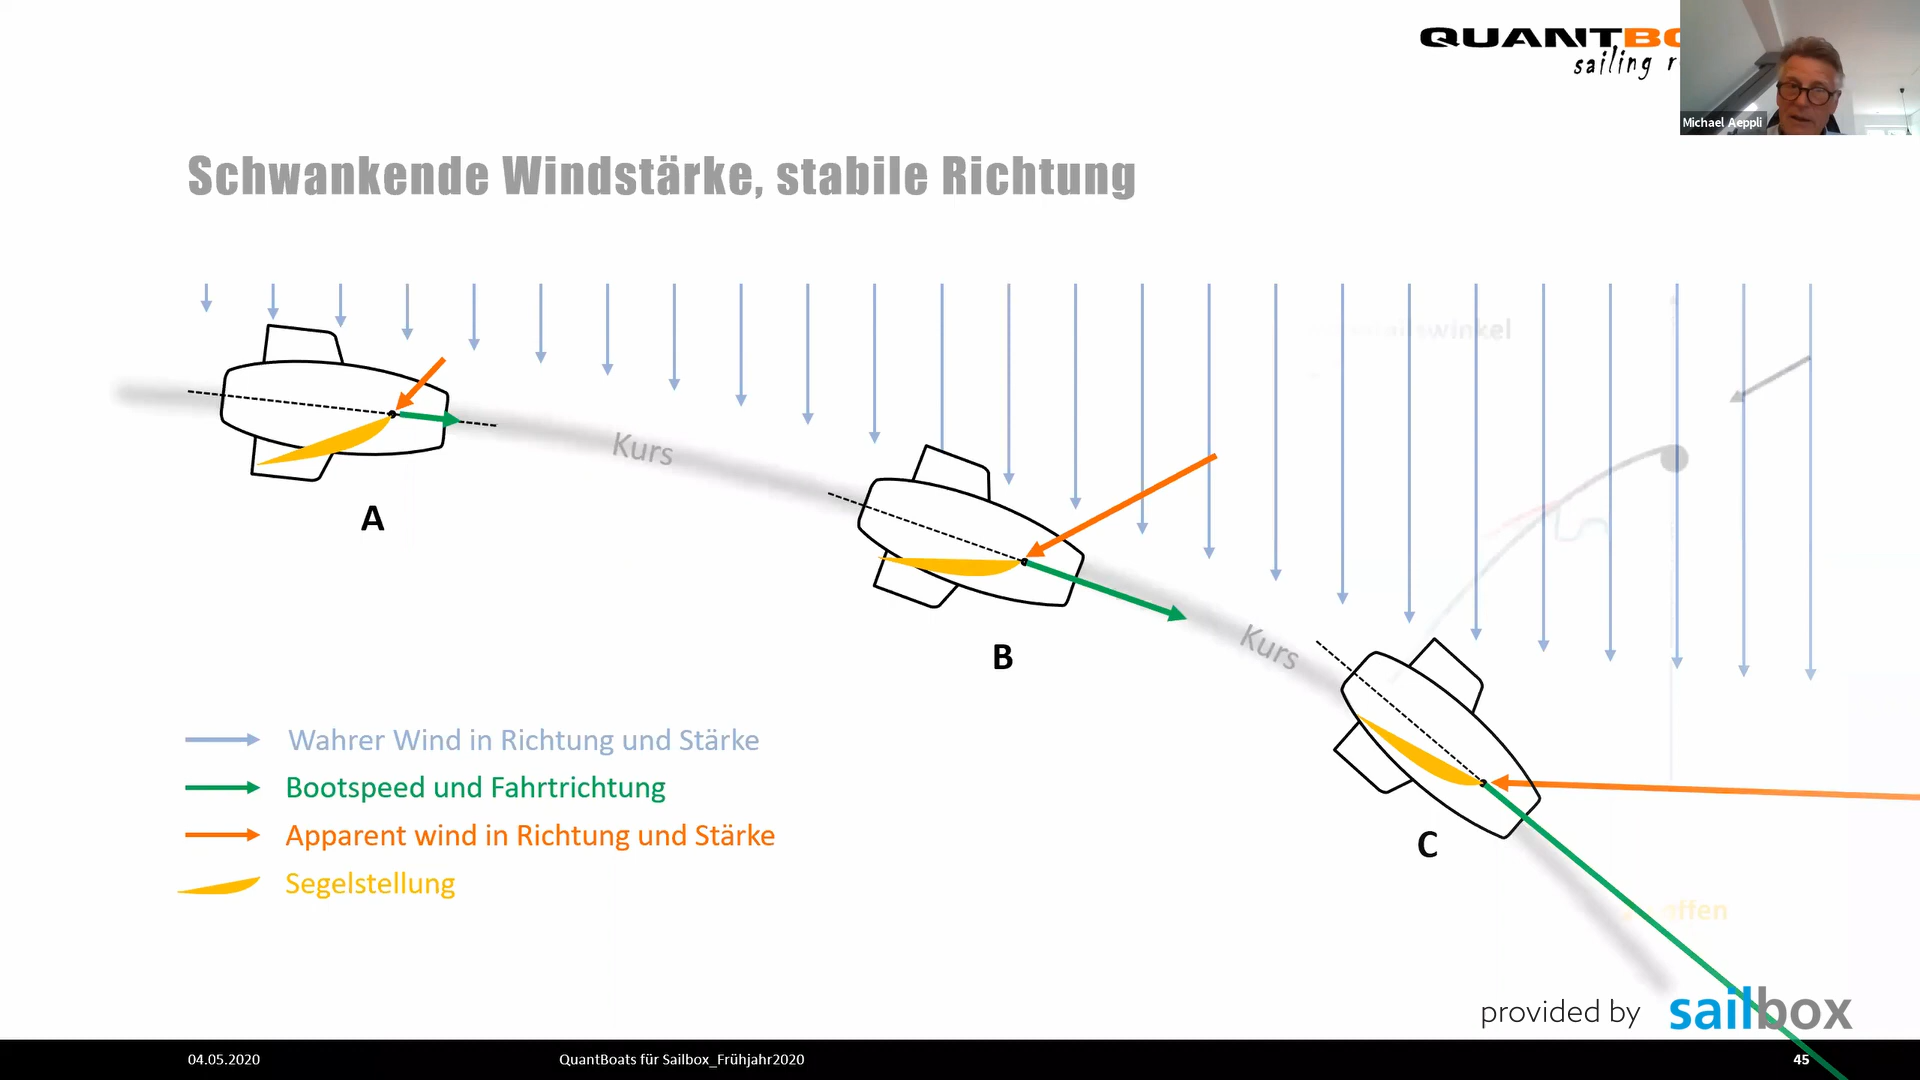 QUANTBO
sailing r
Michael Aeppli
Schwankende Windstärke, stabile Richtung
Kurs
A
B
Kurs
C
Wahrer Wind in Richtung und Stärke
Bootspeed und Fahrtrichtung
Apparent wind in Richtung und Stärke
Segelstellung
provided by sailbox
04.05.2020
QuantBoats für Sailbox_Frühjahr2020
45